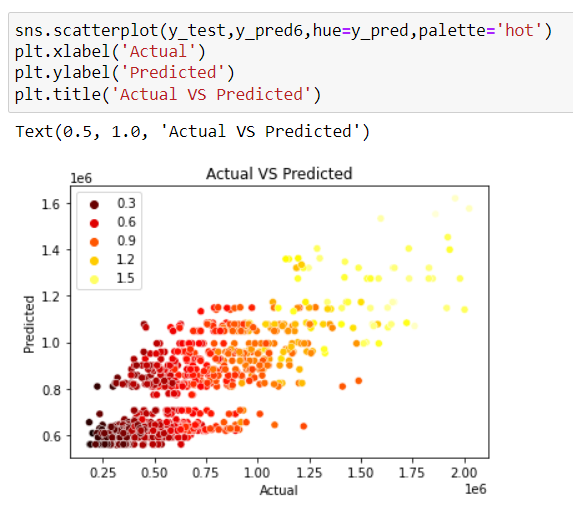 sns.scatterplot(y_test,y_pred6,hue=y_pred,palette='hot')
plt.xlabel('Actual')
plt.ylabel('Predicted')
plt.title('Actual VS Predicted')
Text(0.5, 1.0, 'Actual VS Predicted')
Actual VS Predicted
1e6
1.6
1.4
1.2
1.0
0.8
0.6
Predicted
0.3
0.6
0.9
1.2
1.5
0.25 0.50 0.75 1.00 1.25 1.50 1.75 2.00
Actual
1e6